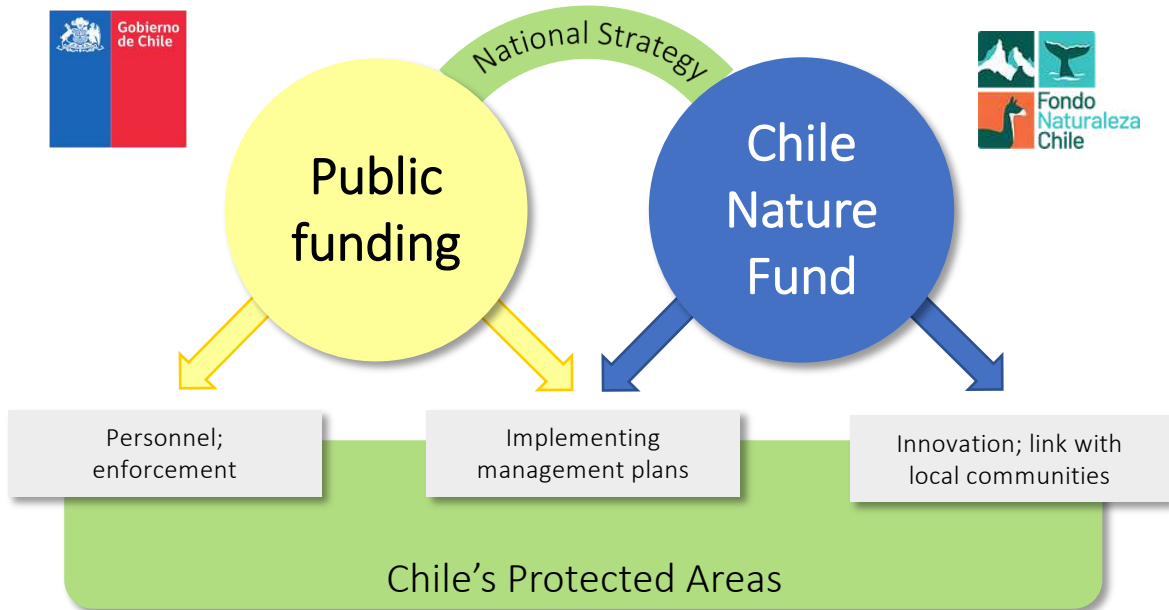 Gobierno
de Chile
National Strategy
Fondo
Naturaleza
Chile
Public
funding
Chile
Nature
Fund
Personnel;
enforcement
Implementing
management plans
Innovation; link with
local communities
Chile’s Protected Areas